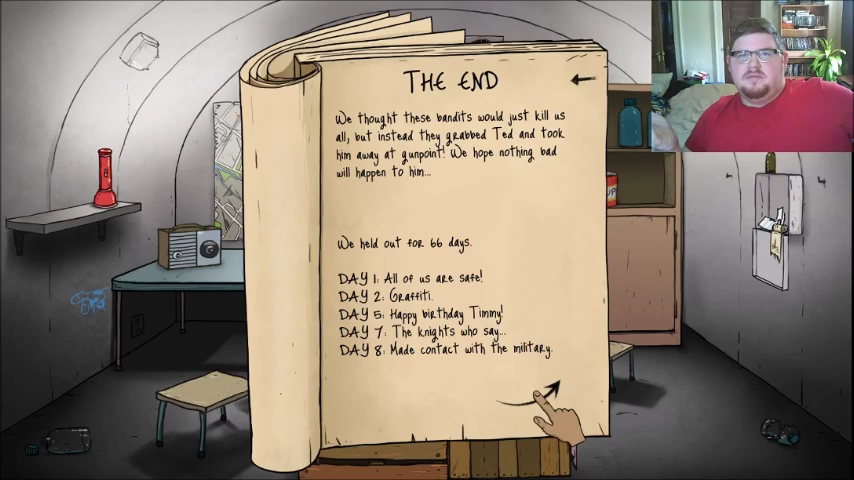 THE END
We thought these bandits would just kill us
all, but instead they grabbed Ted and took
him away at gunpoint! We hope nothing bad
will happen to him...
We held out for 66 days.
DAY 1: All of us are safe!
DAY 2: Graffiti.
DAY 5: Happy birthday Timmy!
DAY 7: The knights who say...
DAY 8: Made contact with the military.